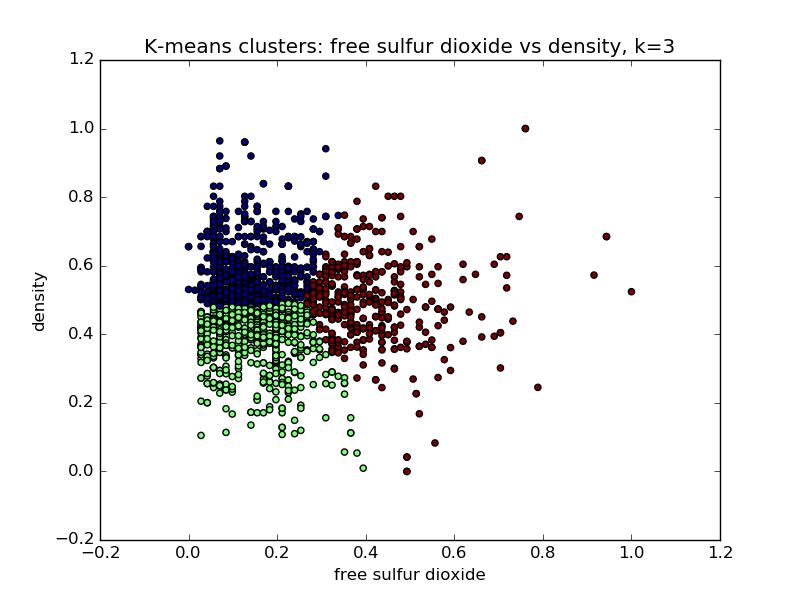 K-means clusters: free sulfur dioxide vs density, k=3
1.2
1.0
0.8
0.6
0.4
0.2
0.0
−0.2
density
−0.2 0.0 0.2 0.4 0.6 0.8 1.0 1.2
free sulfur dioxide